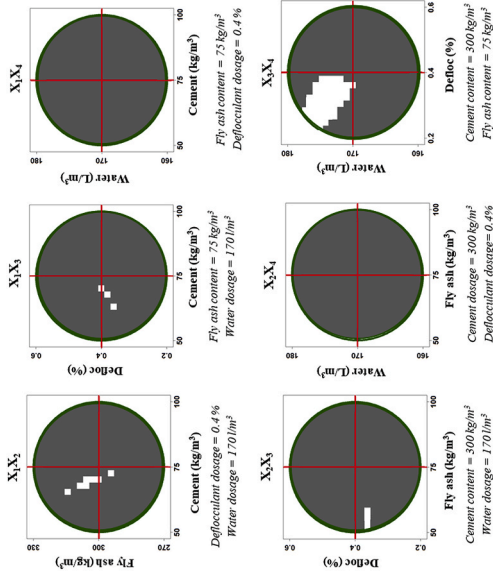 X₁X₂
X₁X₃
X₁X₄
330
300
270
Fly ash (kg/m³)
50
75
100
Cement (kg/m³)
Deflocculant dosage = 0.4 %
Water dosage = 170 l/m³
0.6
0.4
0.2
Defloc (%)
50
75
100
Cement (kg/m³)
Fly ash content = 75 kg/m³
Water dosage = 170 l/m³
180
170
160
Water (L/m³)
50
75
100
Cement (kg/m³)
Fly ash content = 75 kg/m³
Deflocculant dosage = 0.4 %
X₂X₃
X₂X₄
X₃X₄
0.6
0.4
0.2
Defloc (%)
50
75
100
Fly ash (kg/m³)
Cement content = 300 kg/m³
Water dosage = 170 l/m³
180
170
160
Water (L/m³)
50
75
100
Fly ash (kg/m³)
Cement dosage = 300 kg/m³
Deflocculant dosage= 0.4%
180
170
160
Water (L/m³)
0.2
0.4
0.6
Defloc (%)
Cement content = 300 kg/m³
Fly ash content = 75 kg/m³